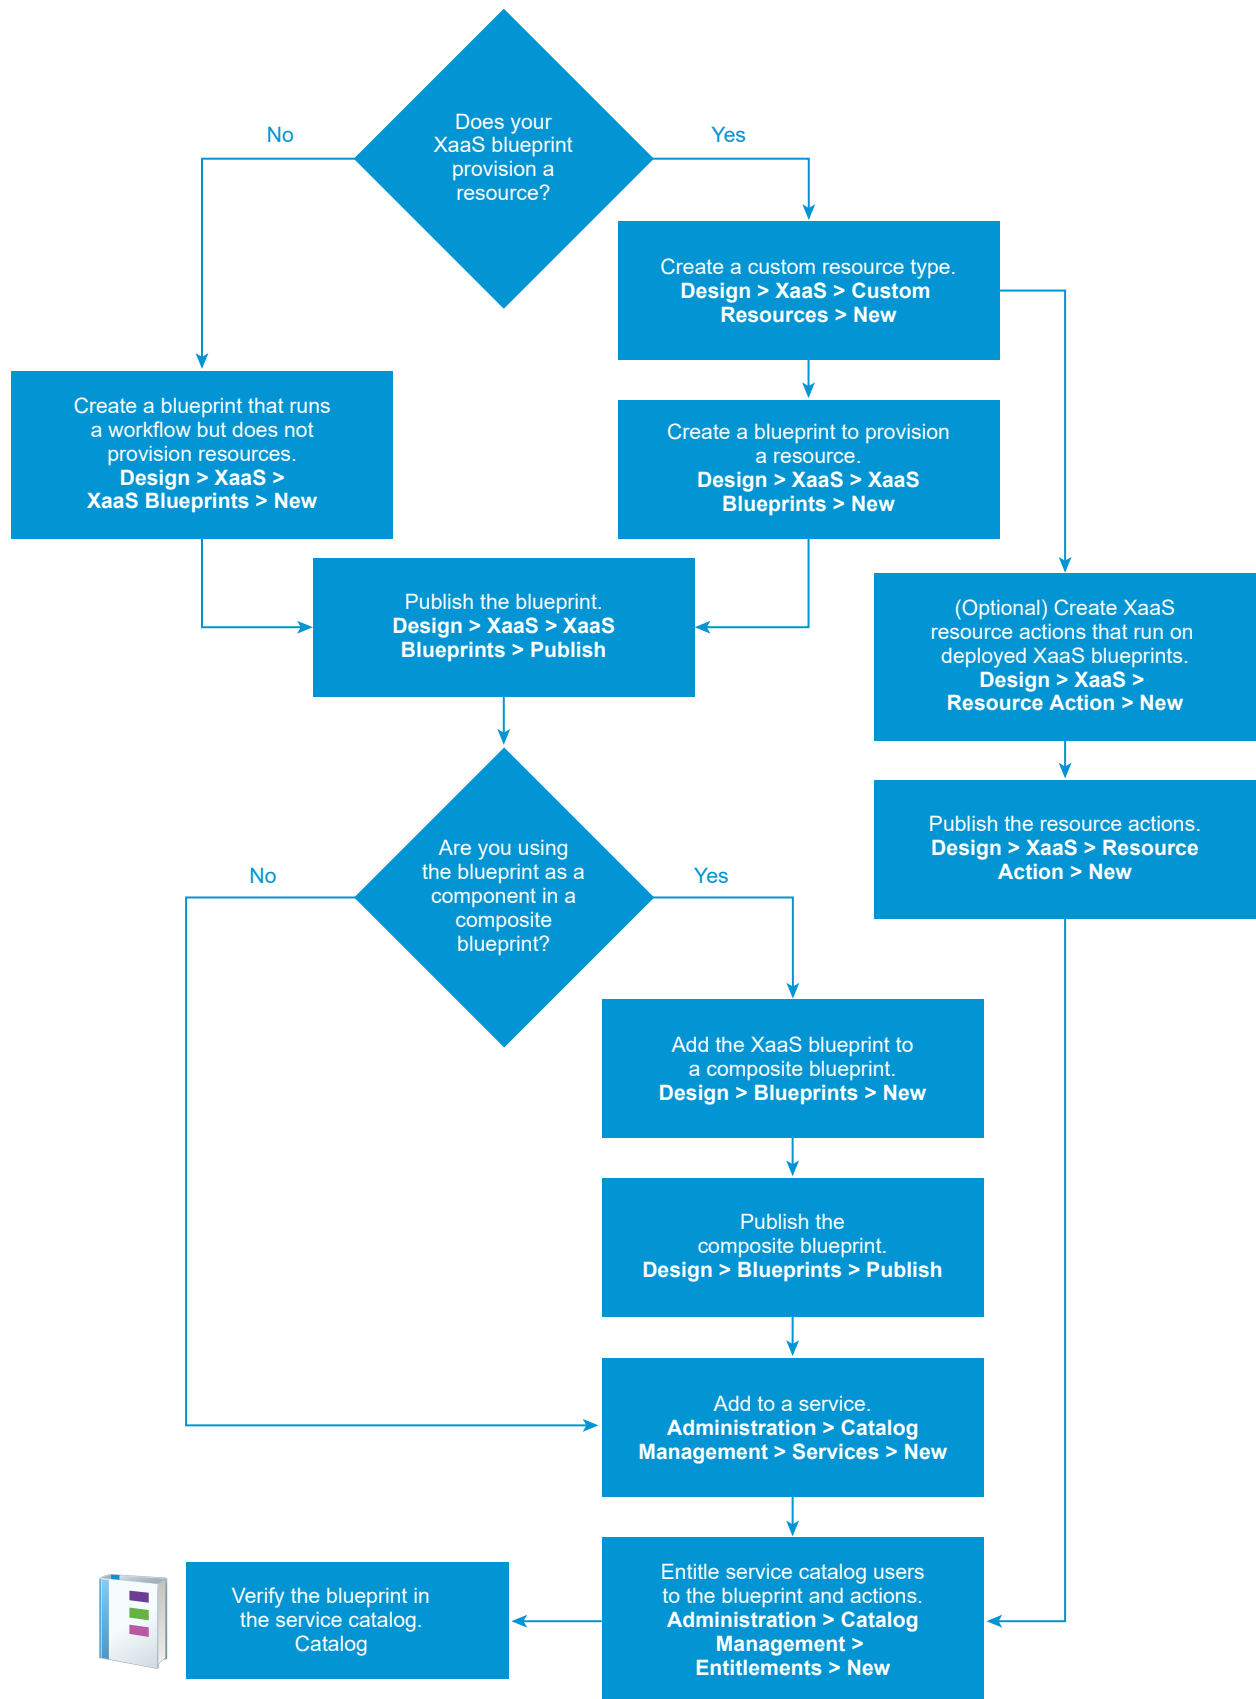 Does your
XaaS blueprint
provision a
resource?
No
Yes
Create a custom resource type.
Design > XaaS > Custom
Resources > New
Create a blueprint that runs
a workflow but does not
provision resources.
Design > XaaS >
XaaS Blueprints > New
Create a blueprint to provision
a resource.
Design > XaaS > XaaS
Blueprints > New
Publish the blueprint.
Design > XaaS > XaaS
Blueprints > Publish
(Optional) Create XaaS
resource actions that run on
deployed XaaS blueprints.
Design > XaaS >
Resource Action > New
Publish the resource actions.
Design > XaaS > Resource
Action > New
Are you using
the blueprint as a
component in a
composite
blueprint?
No
Yes
Add the XaaS blueprint to
a composite blueprint.
Design > Blueprints > New
Publish the
composite blueprint.
Design > Blueprints > Publish
Add to a service.
Administration > Catalog
Management > Services > New
Entitle service catalog users
to the blueprint and actions.
Administration > Catalog
Management >
Entitlements > New
Verify the blueprint in
the service catalog.
Catalog